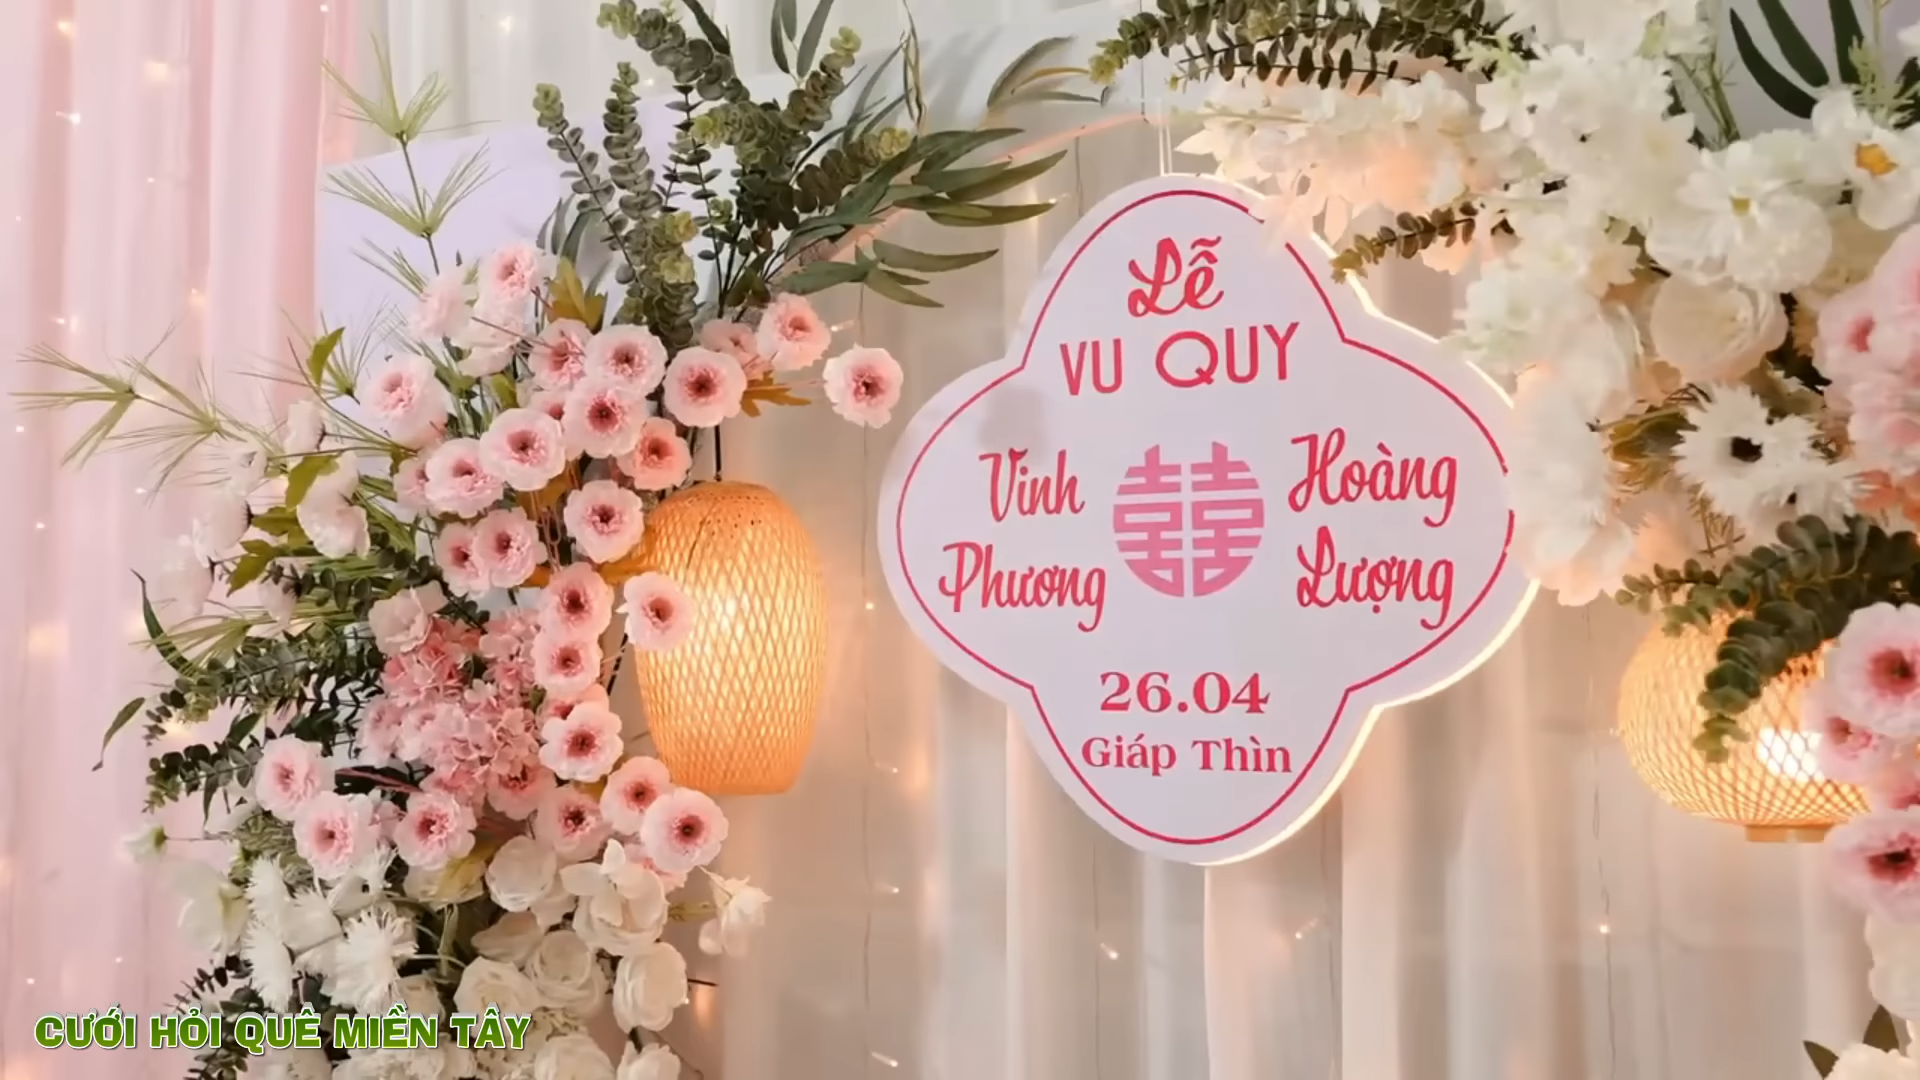 Lễ
VU QUY
Vinh
Phương
囍
Hoàng
Lượng
26.04
Giáp Thìn
CƯỚI HỎI QUÊ MIỀN TÂY